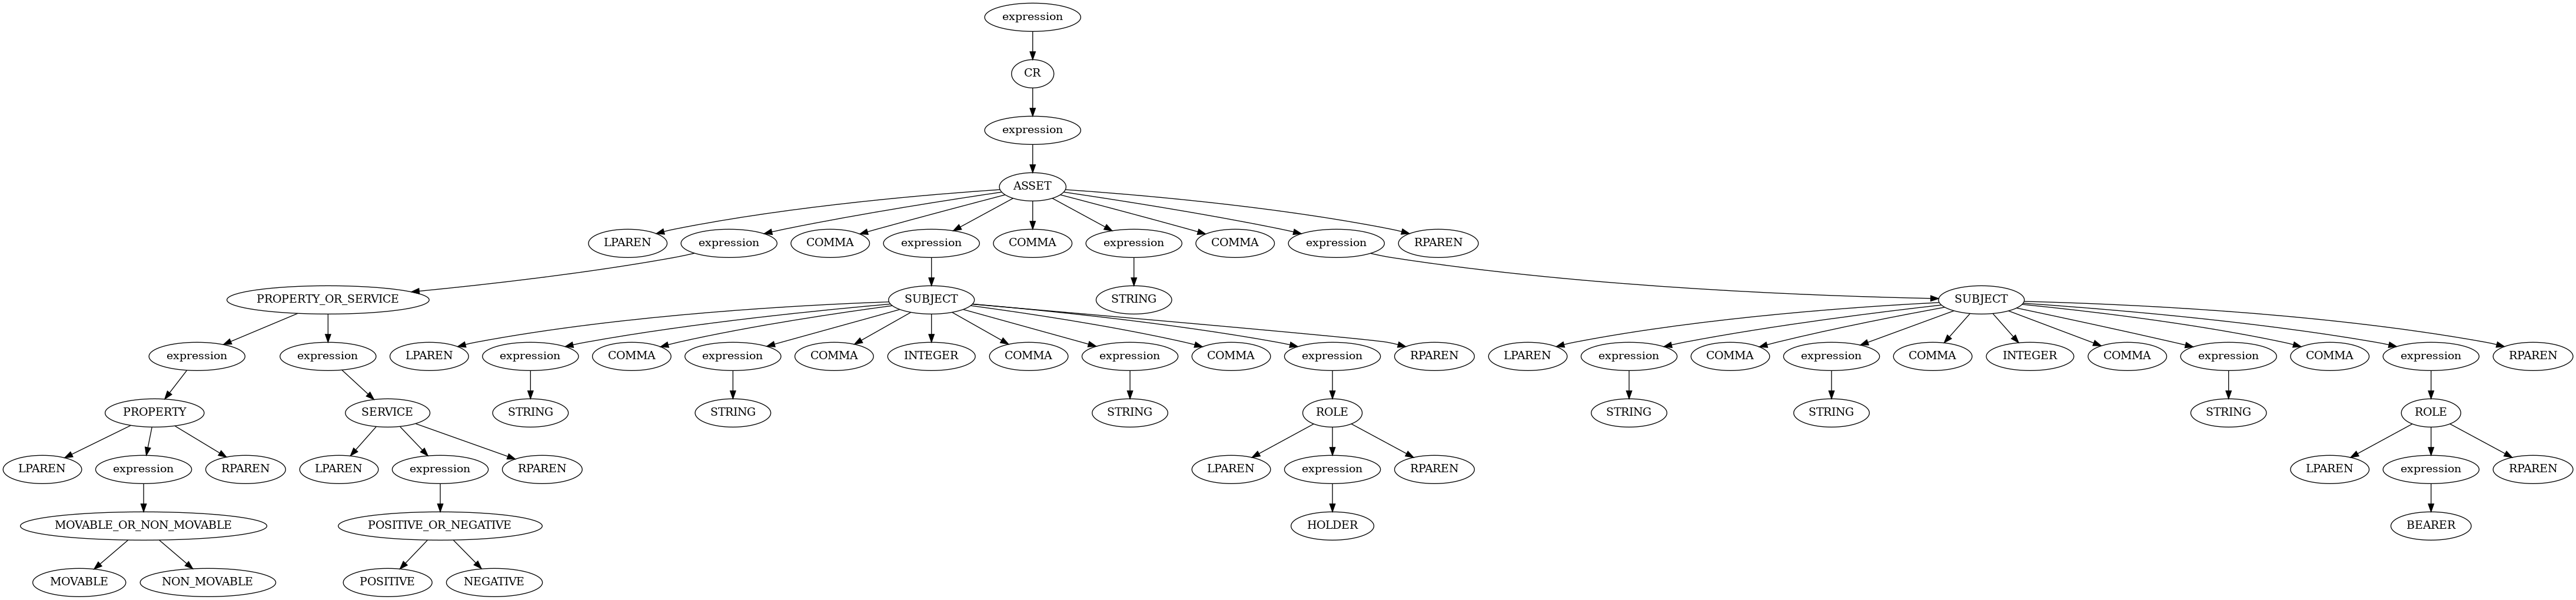 expression
CR
expression
ASSET
LPAREN expression COMMA expression COMMA expression COMMA expression RPAREN
PROPERTY_OR_SERVICE SUBJECT STRING SUBJECT
expression expression LPAREN expression COMMA expression COMMA INTEGER COMMA expression COMMA expression RPAREN LPAREN expression COMMA expression COMMA INTEGER COMMA expression COMMA expression RPAREN
PROPERTY SERVICE STRING STRING STRING ROLE STRING STRING STRING ROLE
LPAREN expression RPAREN LPAREN expression RPAREN LPAREN expression RPAREN LPAREN expression RPAREN
MOVABLE_OR_NON_MOVABLE POSITIVE_OR_NEGATIVE HOLDER BEARER
MOVABLE NON_MOVABLE POSITIVE NEGATIVE